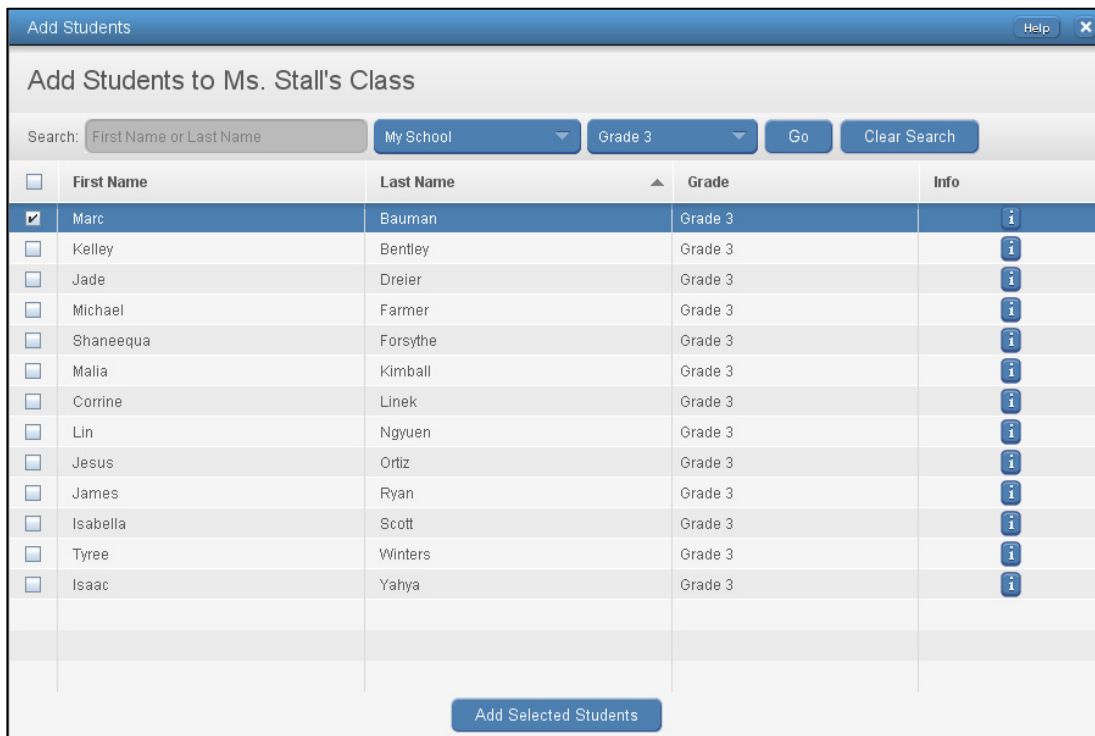 Add Students Help
Add Students to Ms. Stall's Class
Search: First Name or Last Name My School Grade 3 Go Clear Search
First Name Last Name Grade Info
Marc Bauman Grade 3 i
Kelley Bentley Grade 3 i
Jade Dreier Grade 3 i
Michael Farmer Grade 3 i
Shaneequa Forsythe Grade 3 i
Malia Kimball Grade 3 i
Corrine Linek Grade 3 i
Lin Ngyuen Grade 3 i
Jesus Ortiz Grade 3 i
James Ryan Grade 3 i
Isabella Scott Grade 3 i
Tyree Winters Grade 3 i
Isaac Yahya Grade 3 i
Add Selected Students